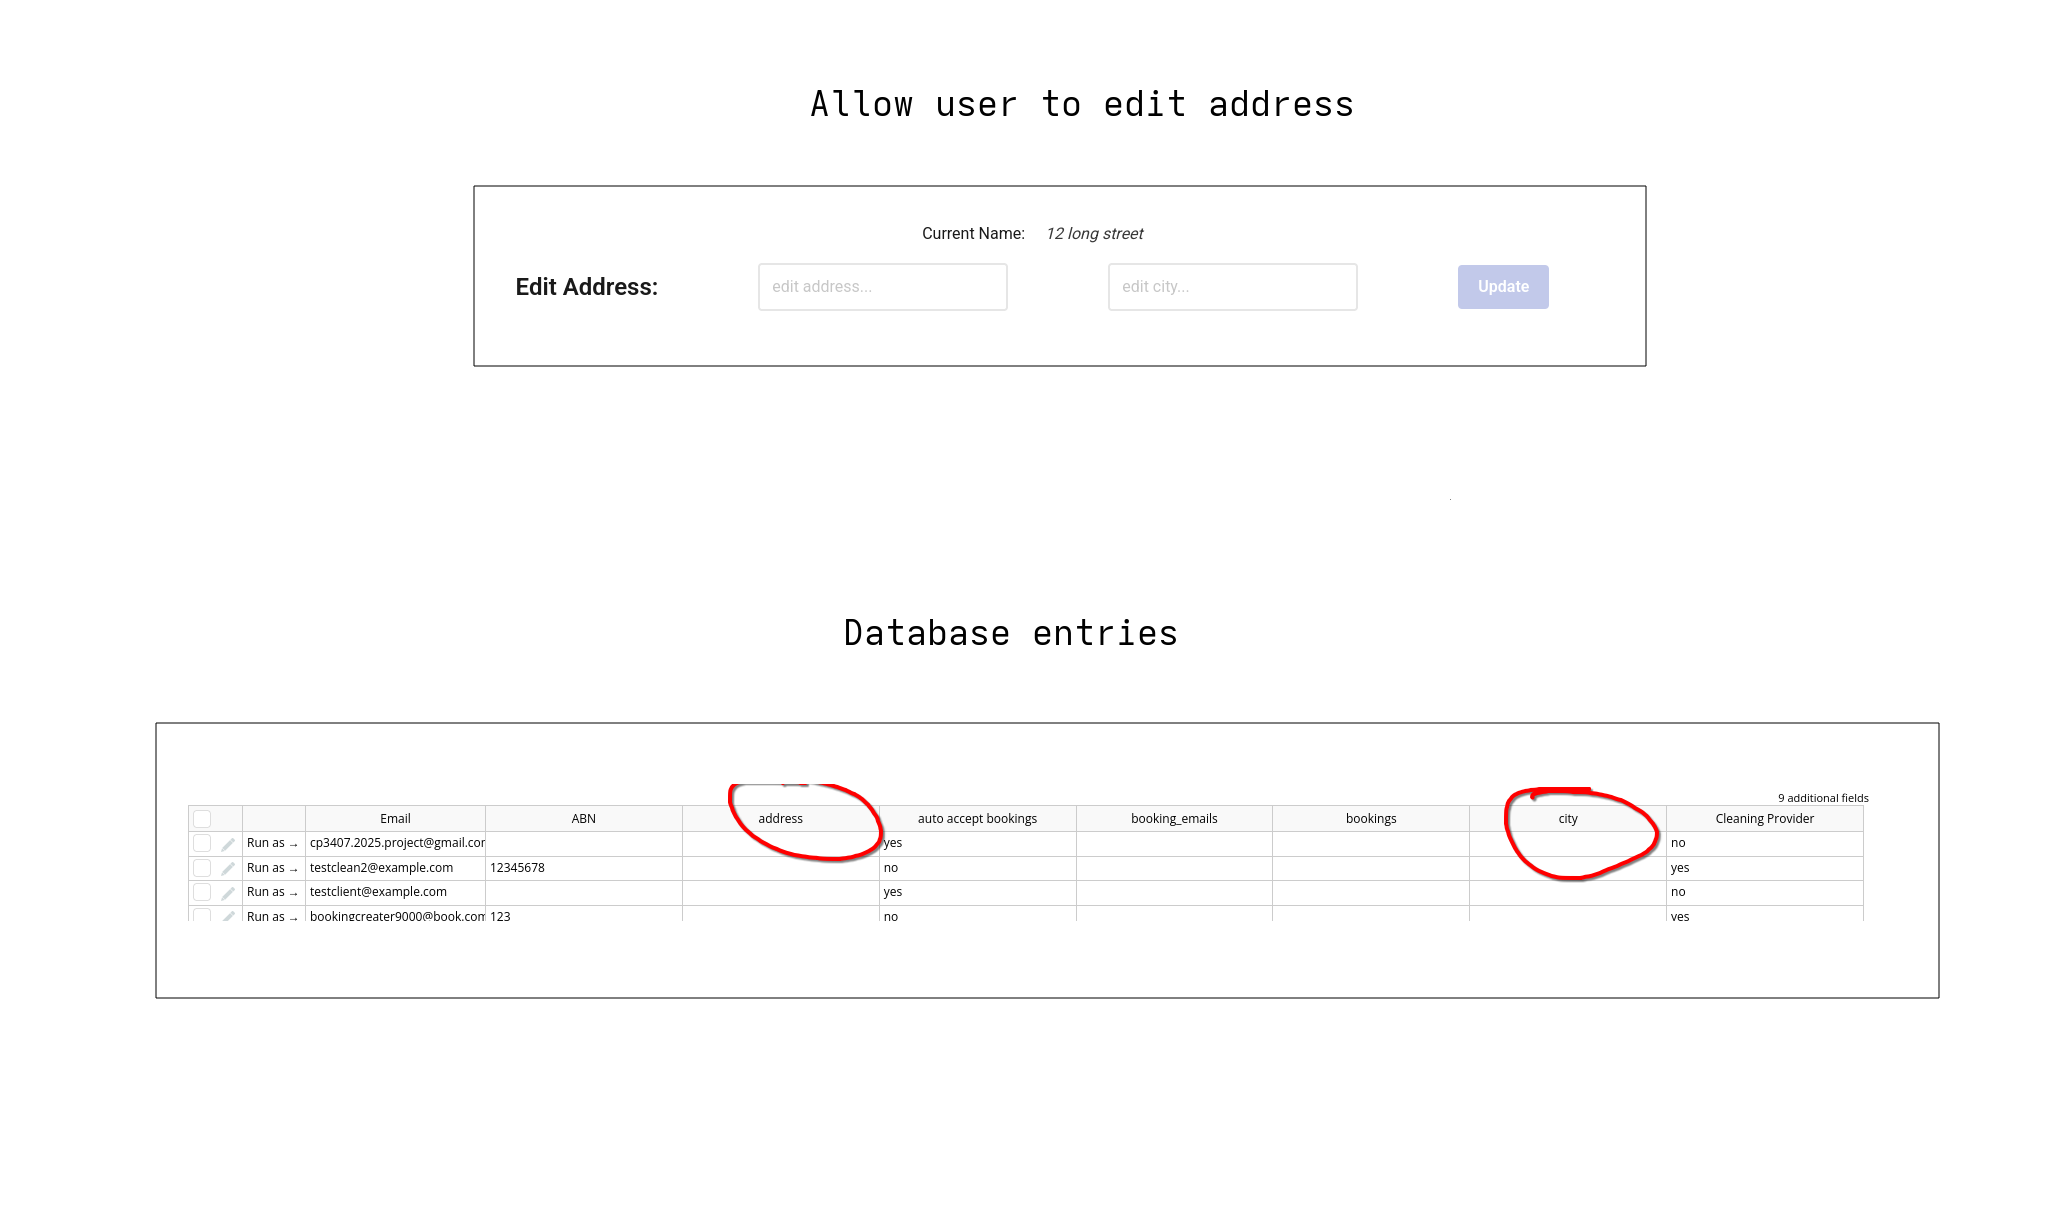 Allow user to edit address
Current Name: 12 long street
Edit Address: edit address... edit city... Update
Database entries
9 additional fields
Email ABN address auto accept bookings booking_emails bookings city Cleaning Provider
Run as → cp3407.2025.project@gmail.cor yes no
Run as → testclean2@example.com 12345678 no yes
Run as → testclient@example.com yes no
Run as → bookingcreater9000@book.com 123 no yes